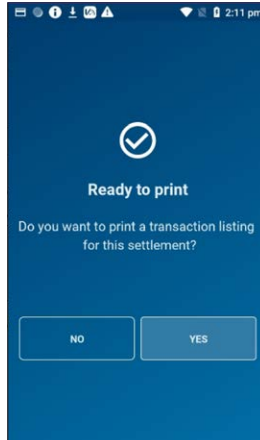 2:11 pm
Ready to print
Do you want to print a transaction listing
for this settlement?
NO
YES